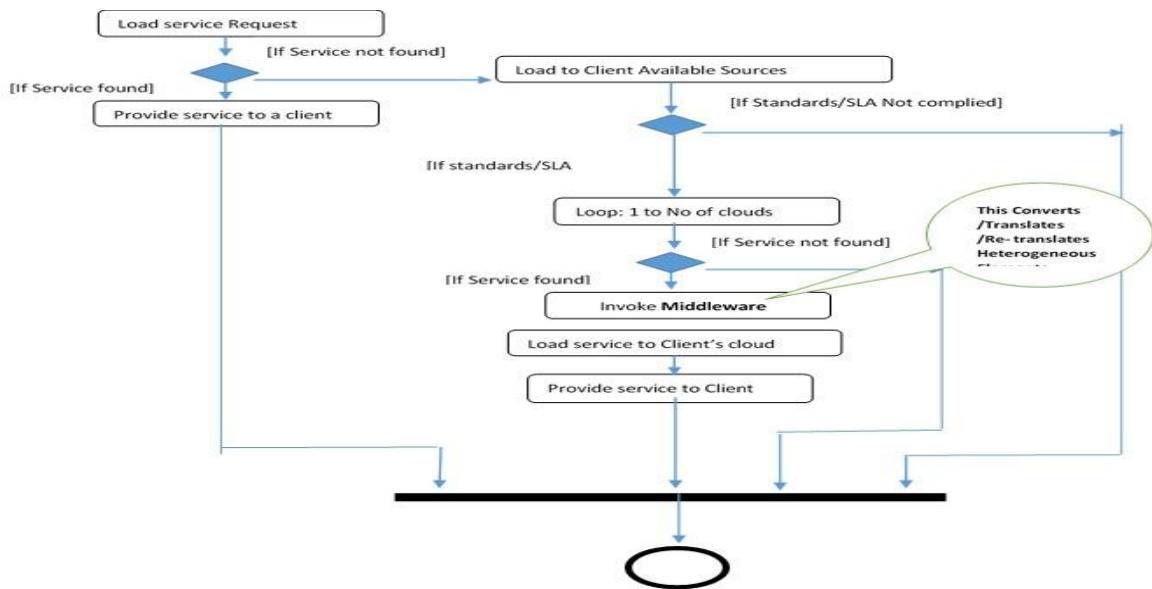 Load service Request
[If Service not found]
Load to Client Available Sources
[If Service found]
Provide service to a client
[If Standards/SLA Not complied]
[If standards/SLA
Loop: 1 to No of clouds
This Converts
/Translates
/Re- translates
Heterogeneous
[If Service not found]
[If Service found]
Invoke Middleware
Load service to Client's cloud
Provide service to Client